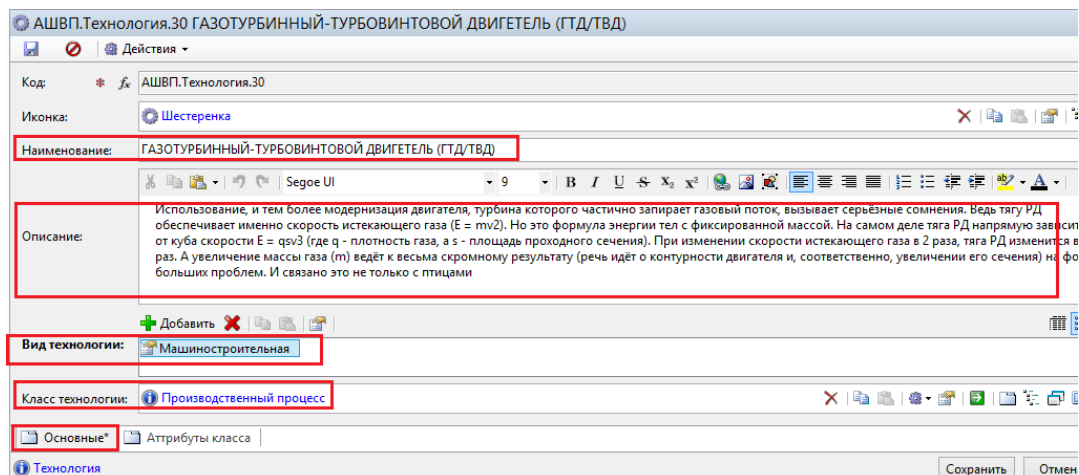 АШВП.Технология.30 ГАЗОТУРБИННЫЙ-ТУРБОВИНТОВОЙ ДВИГЕТЕЛЬ (ГТД/ТВД)
Действия
Код: fx АШВП.Технология.30
Иконка: Шестеренка
Наименование: ГАЗОТУРБИННЫЙ-ТУРБОВИНТОВОЙ ДВИГЕТЕЛЬ (ГТД/ТВД)
Segoe UI 9 B I U S X₂ x² ab A
Использование, и тем более модернизация двигателя, турбина которого частично запирает газовый поток, вызывает серьёзные сомнения. Ведь тягу РД
обеспечивает именно скорость истекающего газа (E = mv2). Но это формула энергии тел с фиксированной массой. На самом деле тяга РД напрямую зависит
Описание: от куба скорости E = qsv3 (где q - плотность газа, а s - площадь проходного сечения). При изменении скорости истекающего газа в 2 раза, тяга РД изменится в
раз. А увеличение массы газа (m) ведёт к весьма скромному результату (речь идёт о контурности двигателя и, соответственно, увеличении его сечения) на фо
больших проблем. И связано это не только с птицами
Добавить
Вид технологии: Машиностроительная
Класс технологии: Производственный процесс
Основные* Аттрибуты класса
Технология Сохранить Отмен